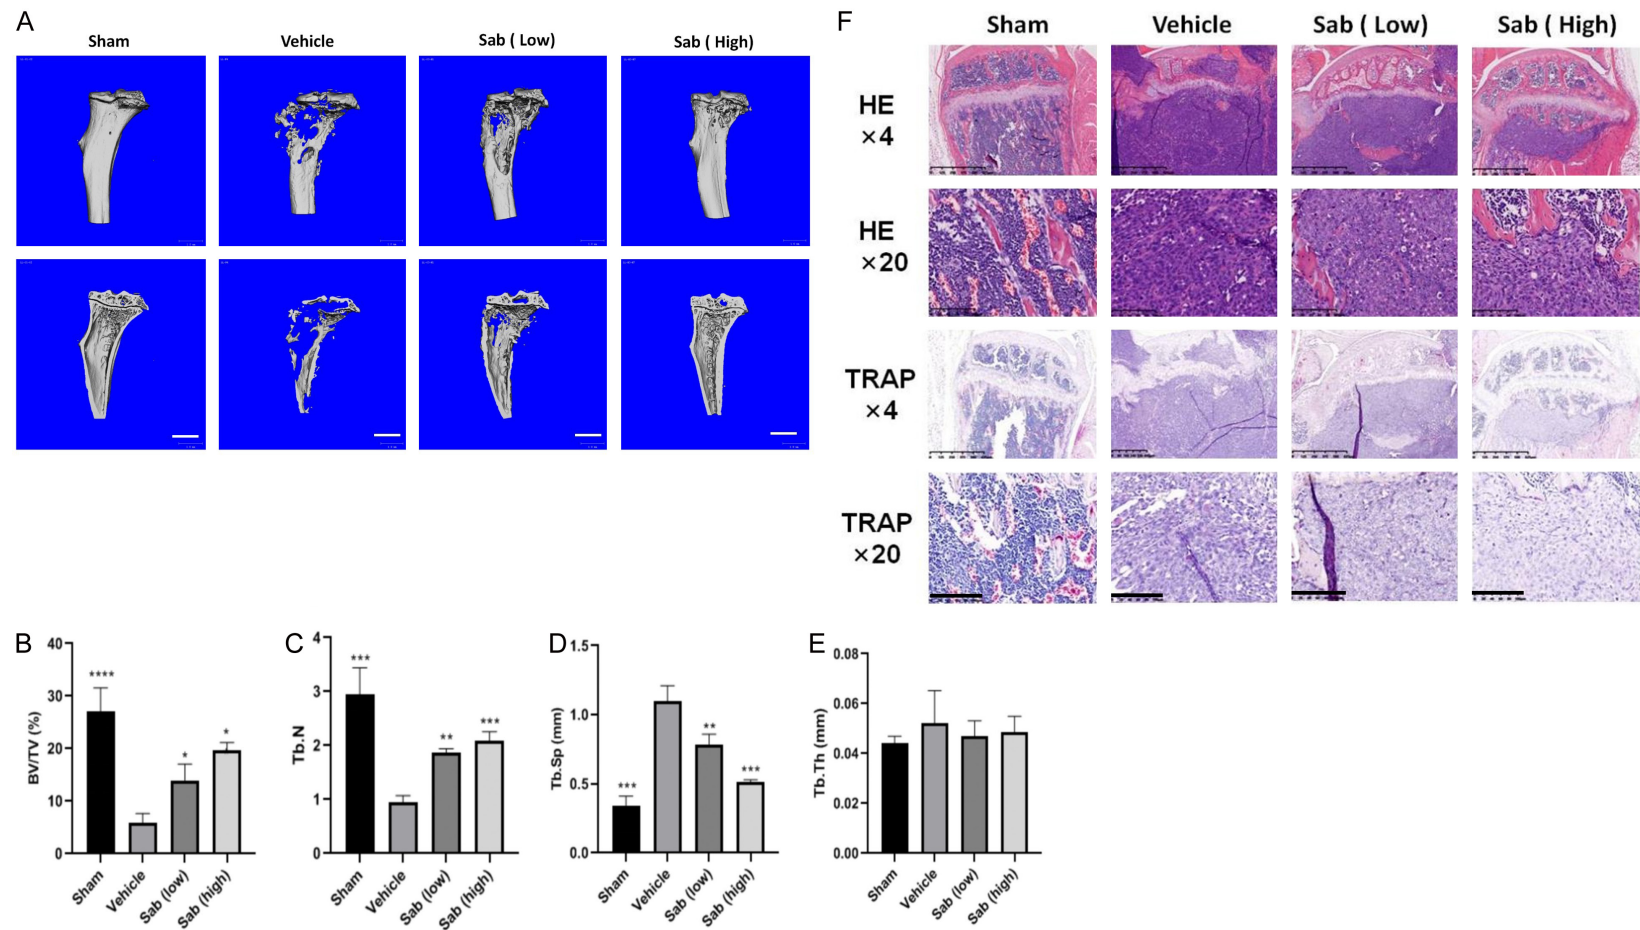 A
Sham
Vehicle
Sab ( Low)
Sab ( High)
F
Sham
Vehicle
Sab ( Low)
Sab ( High)
HE
×4
HE
×20
TRAP
×4
TRAP
×20
B
BV/TV (%)
40
30
20
10
0
****
*
*
Sham
Vehicle
Sab (low)
Sab (high)
C
Tb.N
4
3
2
1
0
***
**
***
Sham
Vehicle
Sab (low)
Sab (high)
D
Tb.Sp (mm)
1.5
1.0
0.5
0.0
***
**
***
Sham
Vehicle
Sab (low)
Sab (high)
E
Tb.Th (mm)
0.08
0.06
0.04
0.02
0.00
Sham
Vehicle
Sab (low)
Sab (high)